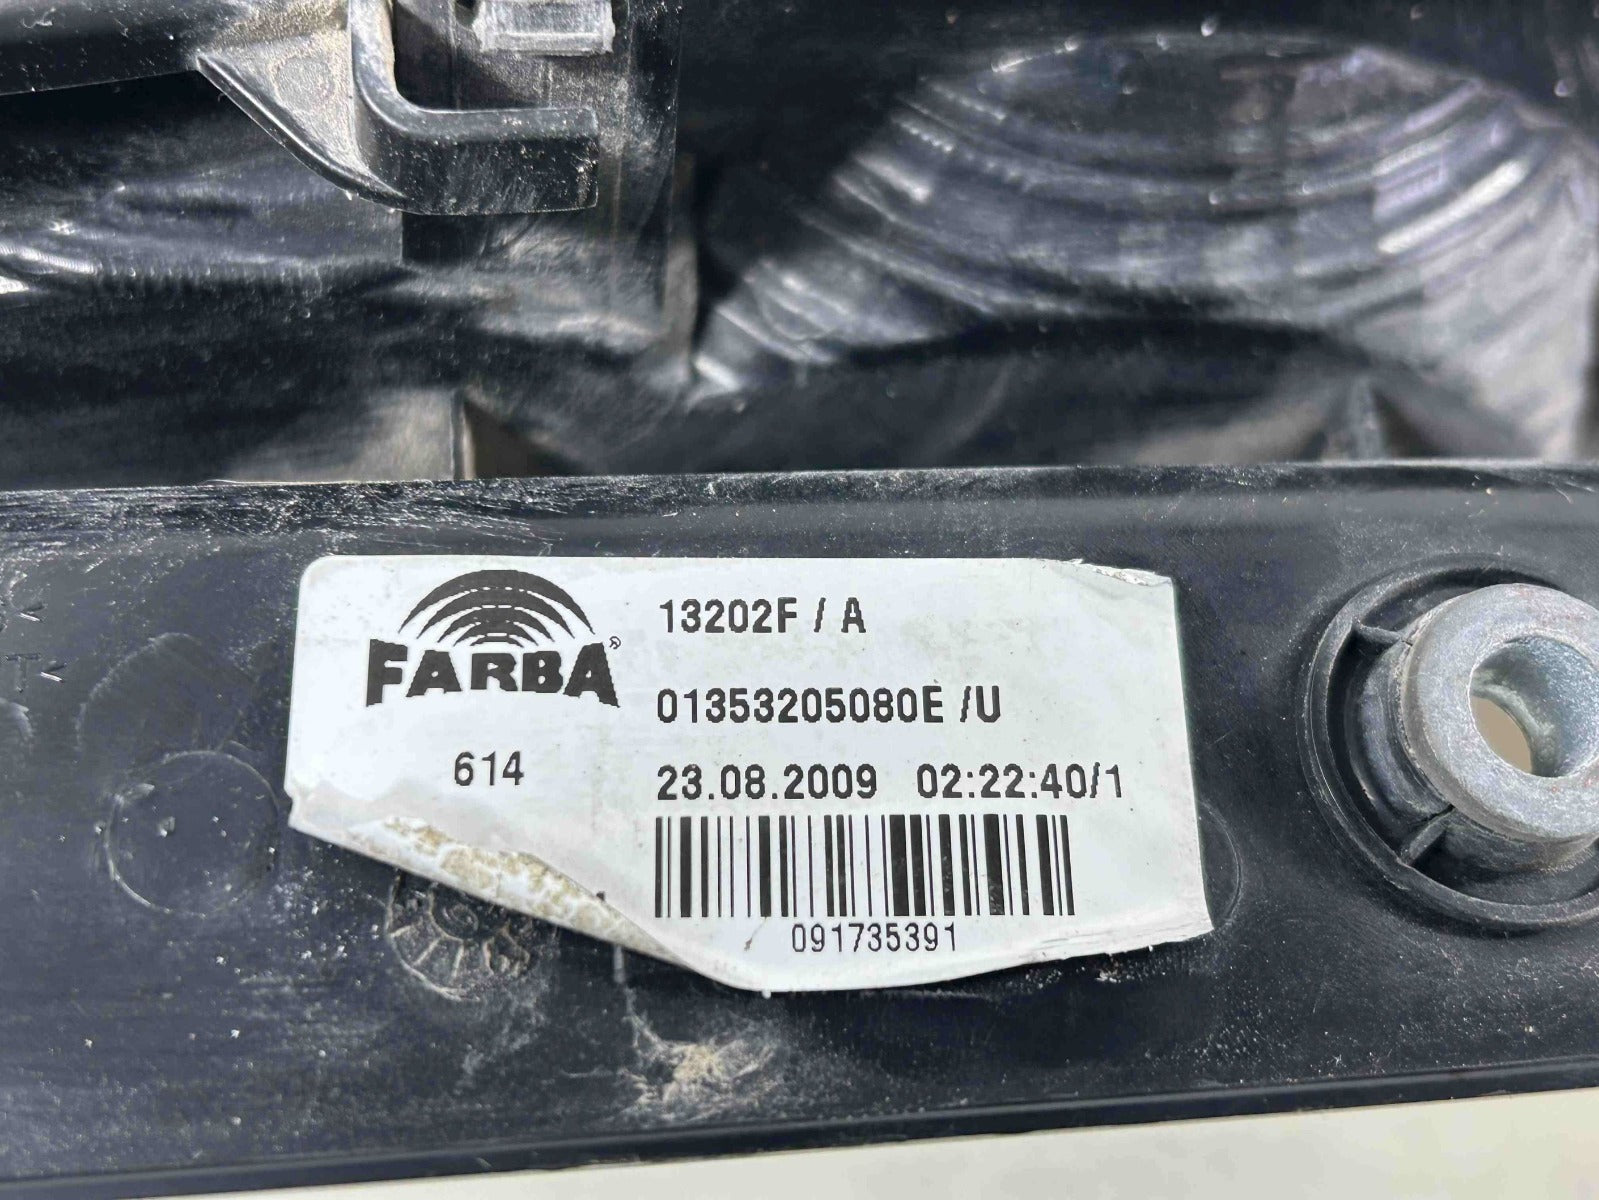 FARBA®
614
13202F / A
01353205080E /U
23.08.2009 02:22:40/1
091735391